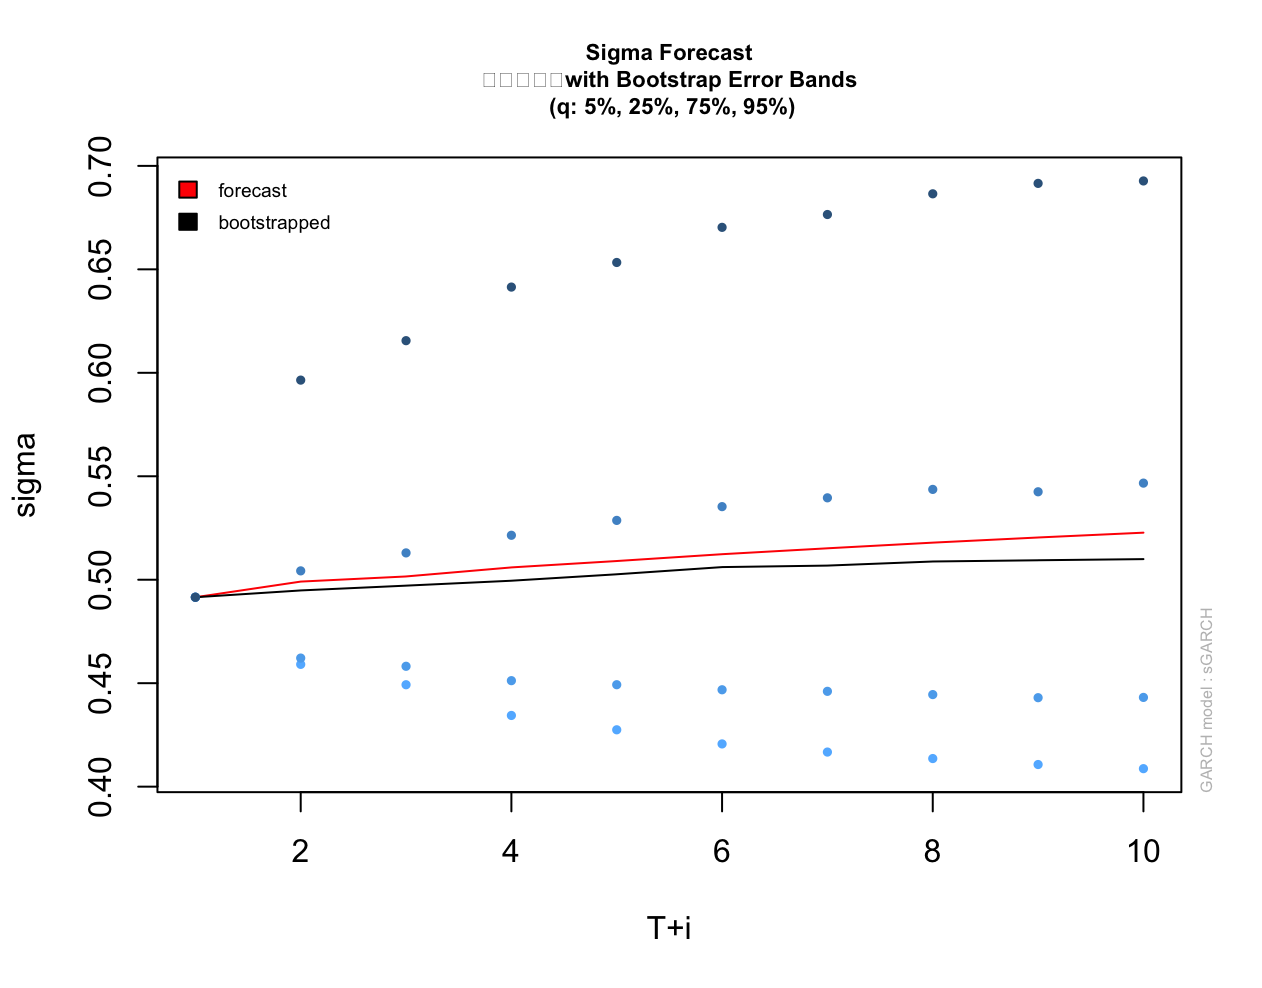 Sigma Forecast
with Bootstrap Error Bands
(q: 5%, 25%, 75%, 95%)
forecast
bootstrapped
0.70
0.65
0.60
0.55
0.50
0.45
0.40
sigma
2 4 6 8 10
T+i
GARCH model : sGARCH